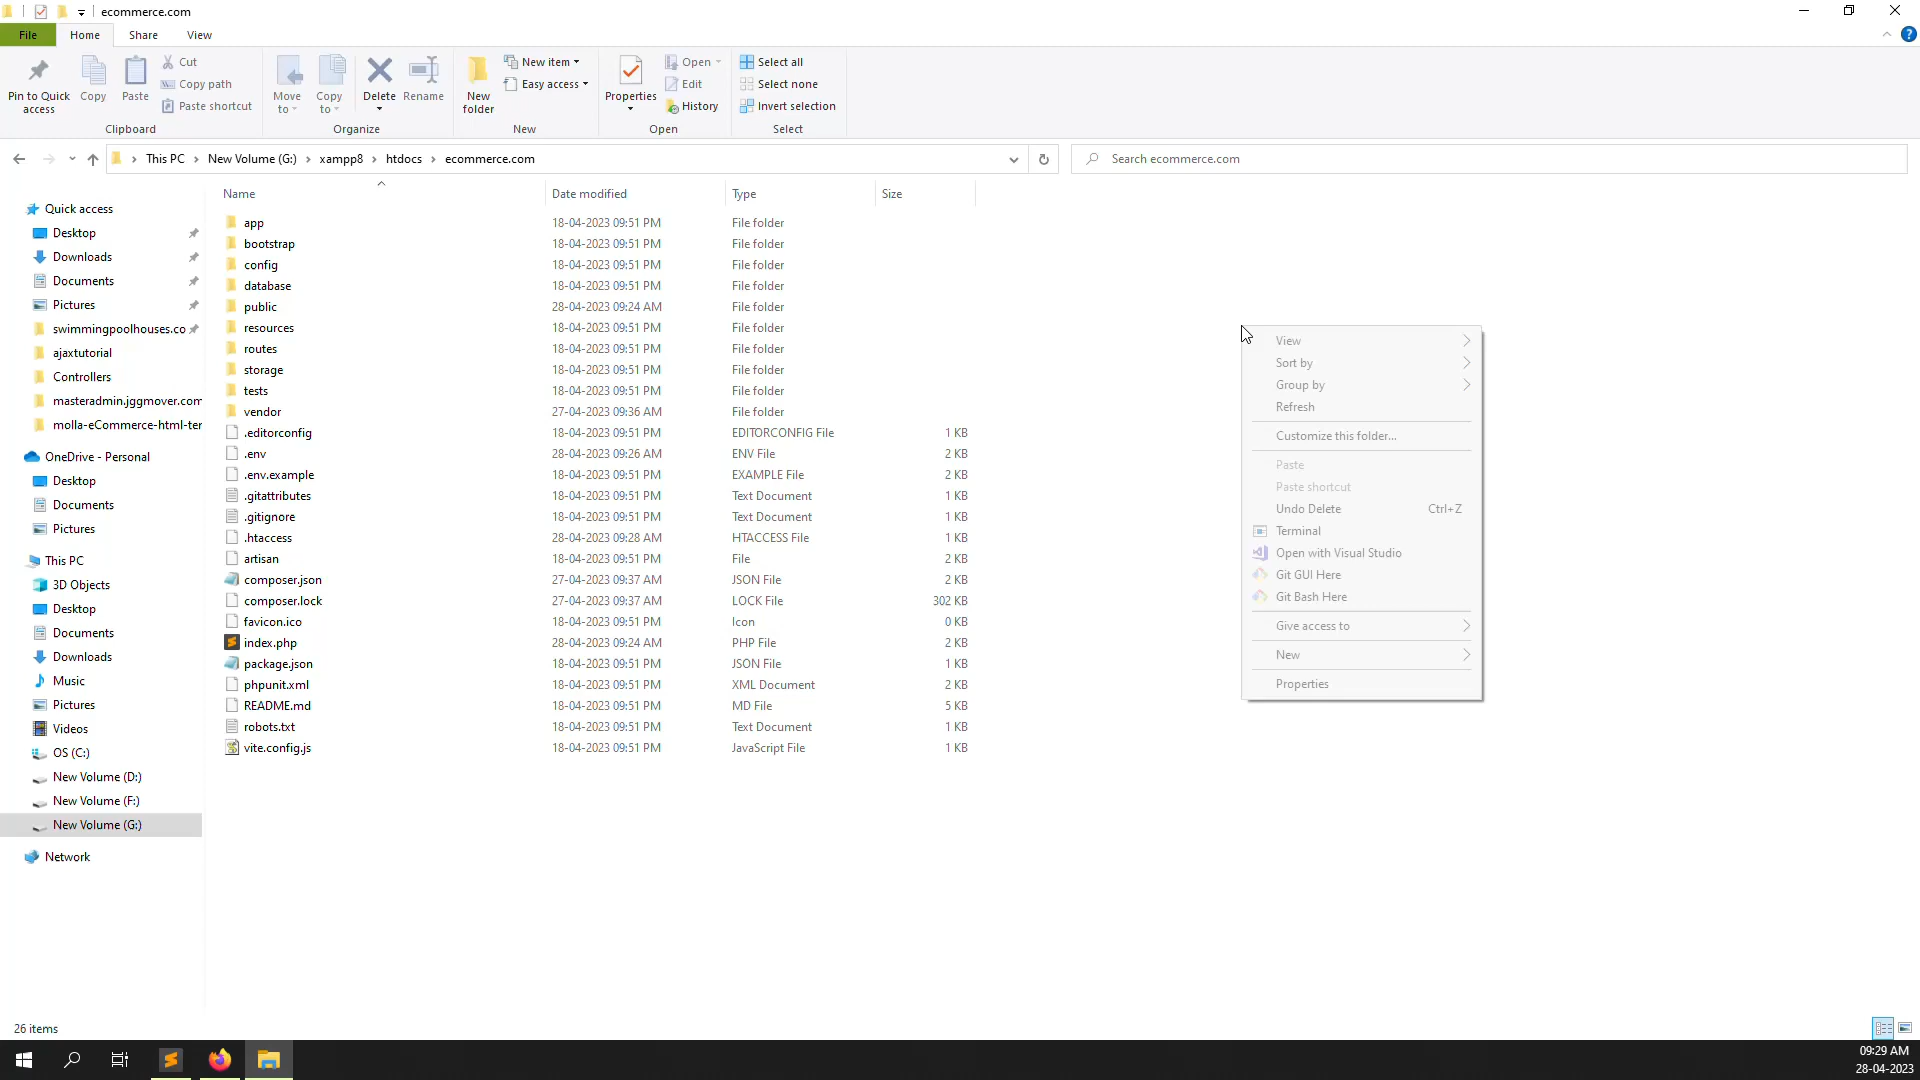 ecommerce.com
File
Home
Share
View
Pin to Quick access
Copy
Paste
Cut
Copy path
Paste shortcut
Clipboard
Move to
Copy to
Delete
Rename
Organize
New folder
New item
Easy access
New
Properties
Open
Edit
History
Open
Select all
Select none
Invert selection
Select
This PC > New Volume (G:) > xampp8 > htdocs > ecommerce.com
Search ecommerce.com
Quick access
Desktop
Downloads
Documents
Pictures
swimmingpoolhouses.co
ajaxtutorial
Controllers
masteradmin.jggmover.com
molla-eCommerce-html-ter
OneDrive - Personal
Desktop
Documents
Pictures
This PC
3D Objects
Desktop
Documents
Downloads
Music
Pictures
Videos
OS (C:)
New Volume (D:)
New Volume (F:)
New Volume (G:)
Network
Name Date modified Type Size
app 18-04-2023 09:51 PM File folder
bootstrap 18-04-2023 09:51 PM File folder
config 18-04-2023 09:51 PM File folder
database 18-04-2023 09:51 PM File folder
public 28-04-2023 09:24 AM File folder
resources 18-04-2023 09:51 PM File folder
routes 18-04-2023 09:51 PM File folder
storage 18-04-2023 09:51 PM File folder
tests 18-04-2023 09:51 PM File folder
vendor 27-04-2023 09:36 AM File folder
.editorconfig 18-04-2023 09:51 PM EDITORCONFIG File 1 KB
.env 28-04-2023 09:26 AM ENV File 2 KB
.env.example 18-04-2023 09:51 PM EXAMPLE File 2 KB
.gitattributes 18-04-2023 09:51 PM Text Document 1 KB
.gitignore 18-04-2023 09:51 PM Text Document 1 KB
.htaccess 28-04-2023 09:28 AM HTACCESS File 1 KB
artisan 18-04-2023 09:51 PM File 2 KB
composer.json 27-04-2023 09:37 AM JSON File 2 KB
composer.lock 27-04-2023 09:37 AM LOCK File 302 KB
favicon.ico 18-04-2023 09:51 PM Icon 0 KB
index.php 28-04-2023 09:24 AM PHP File 2 KB
package.json 18-04-2023 09:51 PM JSON File 1 KB
phpunit.xml 18-04-2023 09:51 PM XML Document 2 KB
README.md 18-04-2023 09:51 PM MD File 5 KB
robots.txt 18-04-2023 09:51 PM Text Document 1 KB
vite.config.js 18-04-2023 09:51 PM JavaScript File 1 KB
View
Sort by
Group by
Refresh
Customize this folder...
Paste
Paste shortcut
Undo Delete Ctrl+Z
Terminal
Open with Visual Studio
Git GUI Here
Git Bash Here
Give access to
New
Properties
26 items
09:29 AM
28-04-2023